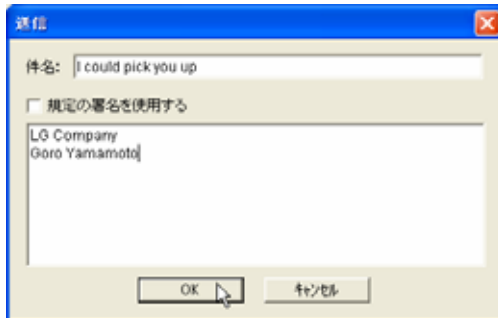 送信
件名: I could pick you up
規定の署名を使用する
LG Company
Goro Yamamoto
OK キャンセル